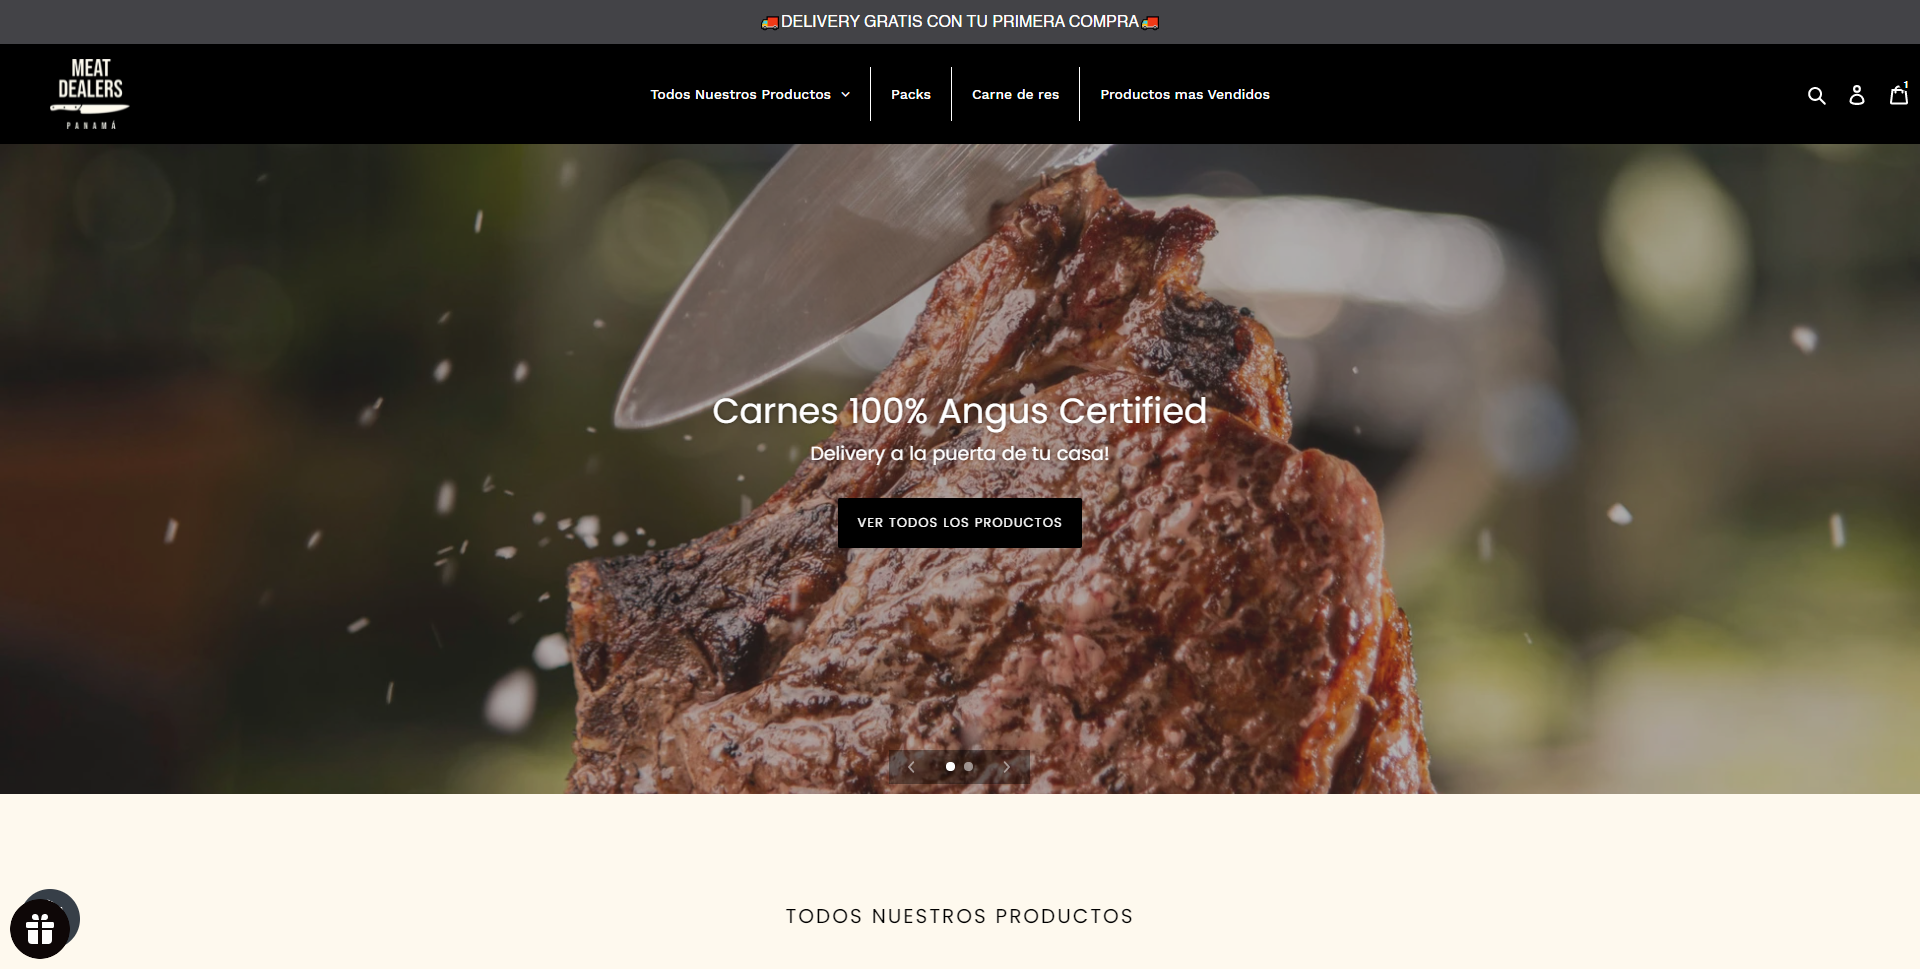 🚚DELIVERY GRATIS CON TU PRIMERA COMPRA🚚
MEAT
DEALERS
PANAMÁ
Todos Nuestros Productos
Packs
Carne de res
Productos mas Vendidos
1
Carnes 100% Angus Certified
Delivery a la puerta de tu casa!
VER TODOS LOS PRODUCTOS
TODOS NUESTROS PRODUCTOS